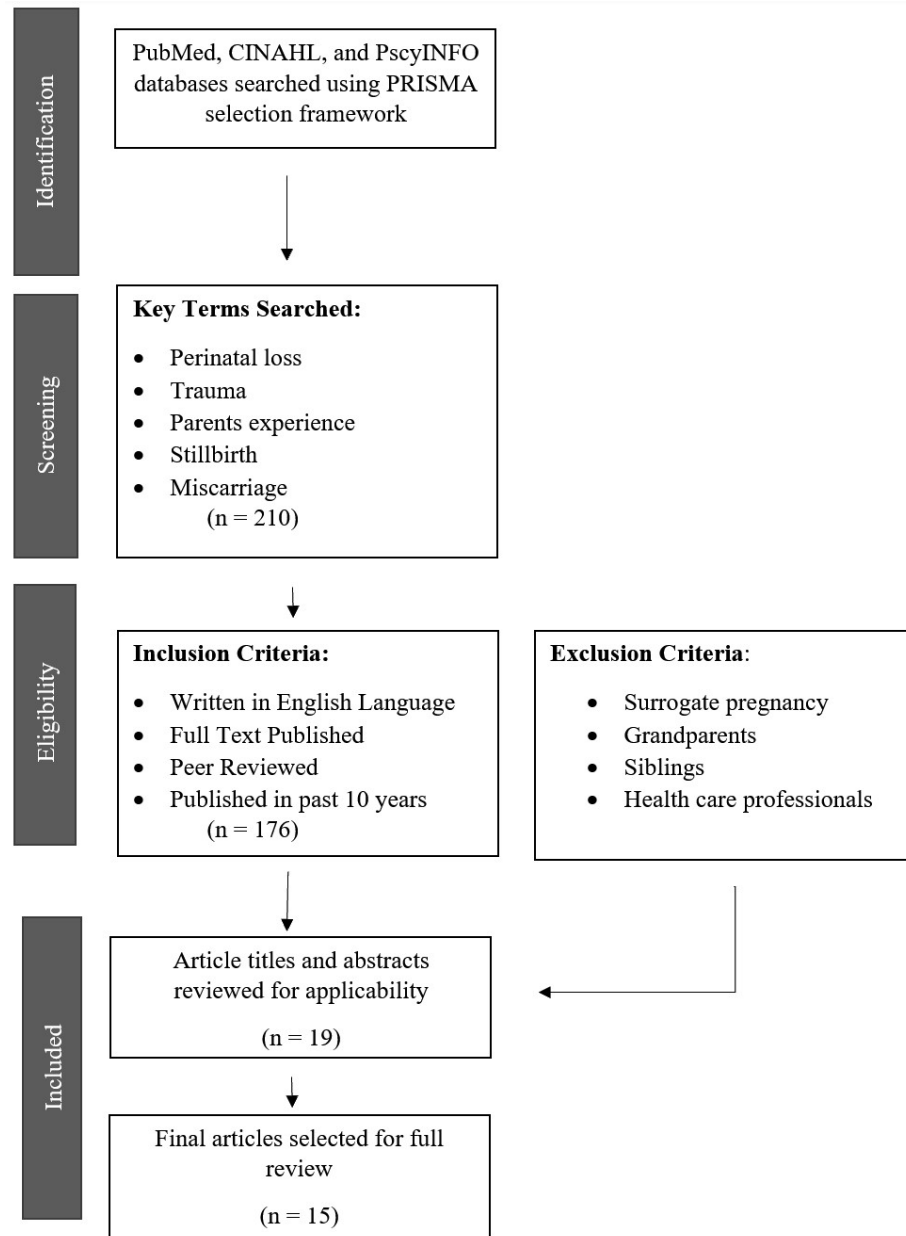 Identification
PubMed, CINAHL, and PscyINFO
databases searched using PRISMA
selection framework
Screening
Key Terms Searched:
• Perinatal loss
• Trauma
• Parents experience
• Stillbirth
• Miscarriage
(n = 210)
Eligibility
Inclusion Criteria:
• Written in English Language
• Full Text Published
• Peer Reviewed
• Published in past 10 years
(n = 176)
Exclusion Criteria:
• Surrogate pregnancy
• Grandparents
• Siblings
• Health care professionals
Included
Article titles and abstracts
reviewed for applicability
(n = 19)
Final articles selected for full
review
(n = 15)